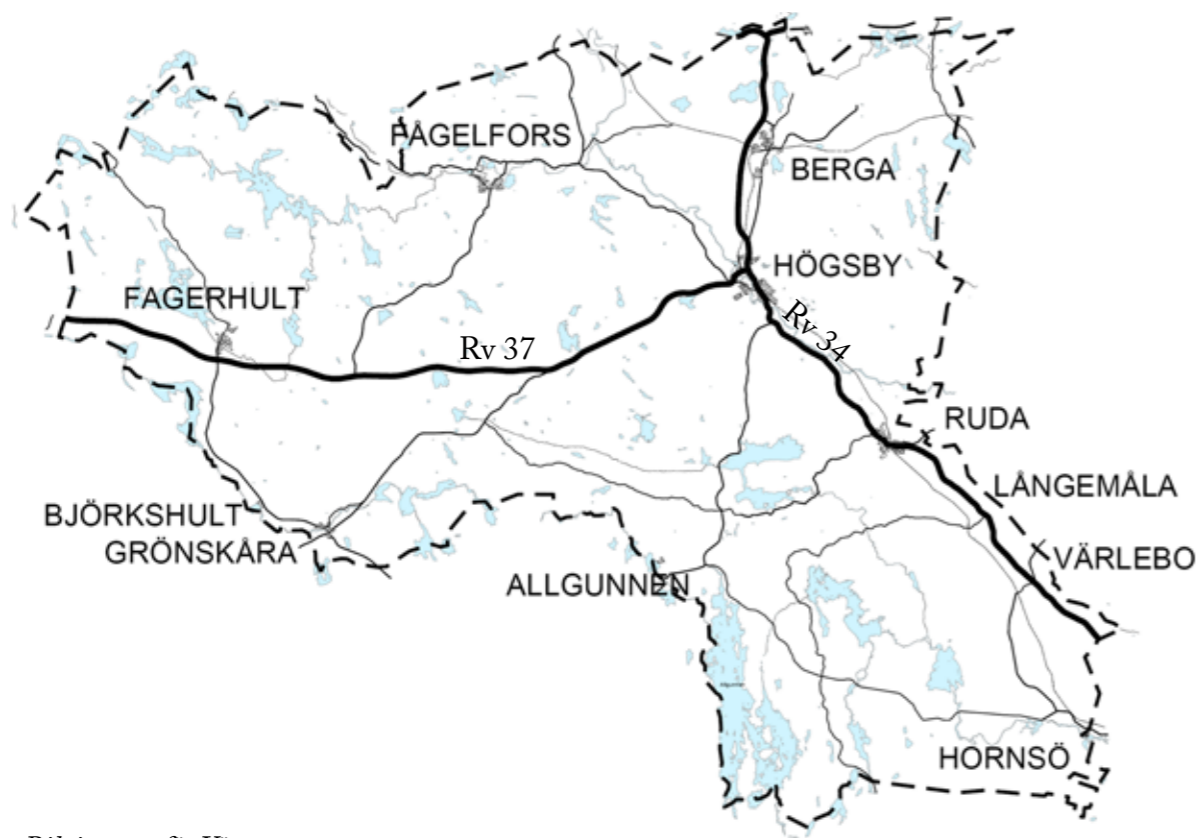 FÅGELFORS
BERGA
HÖGSBY
FAGERHULT
Rv 37
Rv 34
RUDA
LÅNGEMÅLA
BJÖRKSHULT
GRÖNSKÅRA
VÄRLEBO
ALLGUNNEN
HORNSÖ